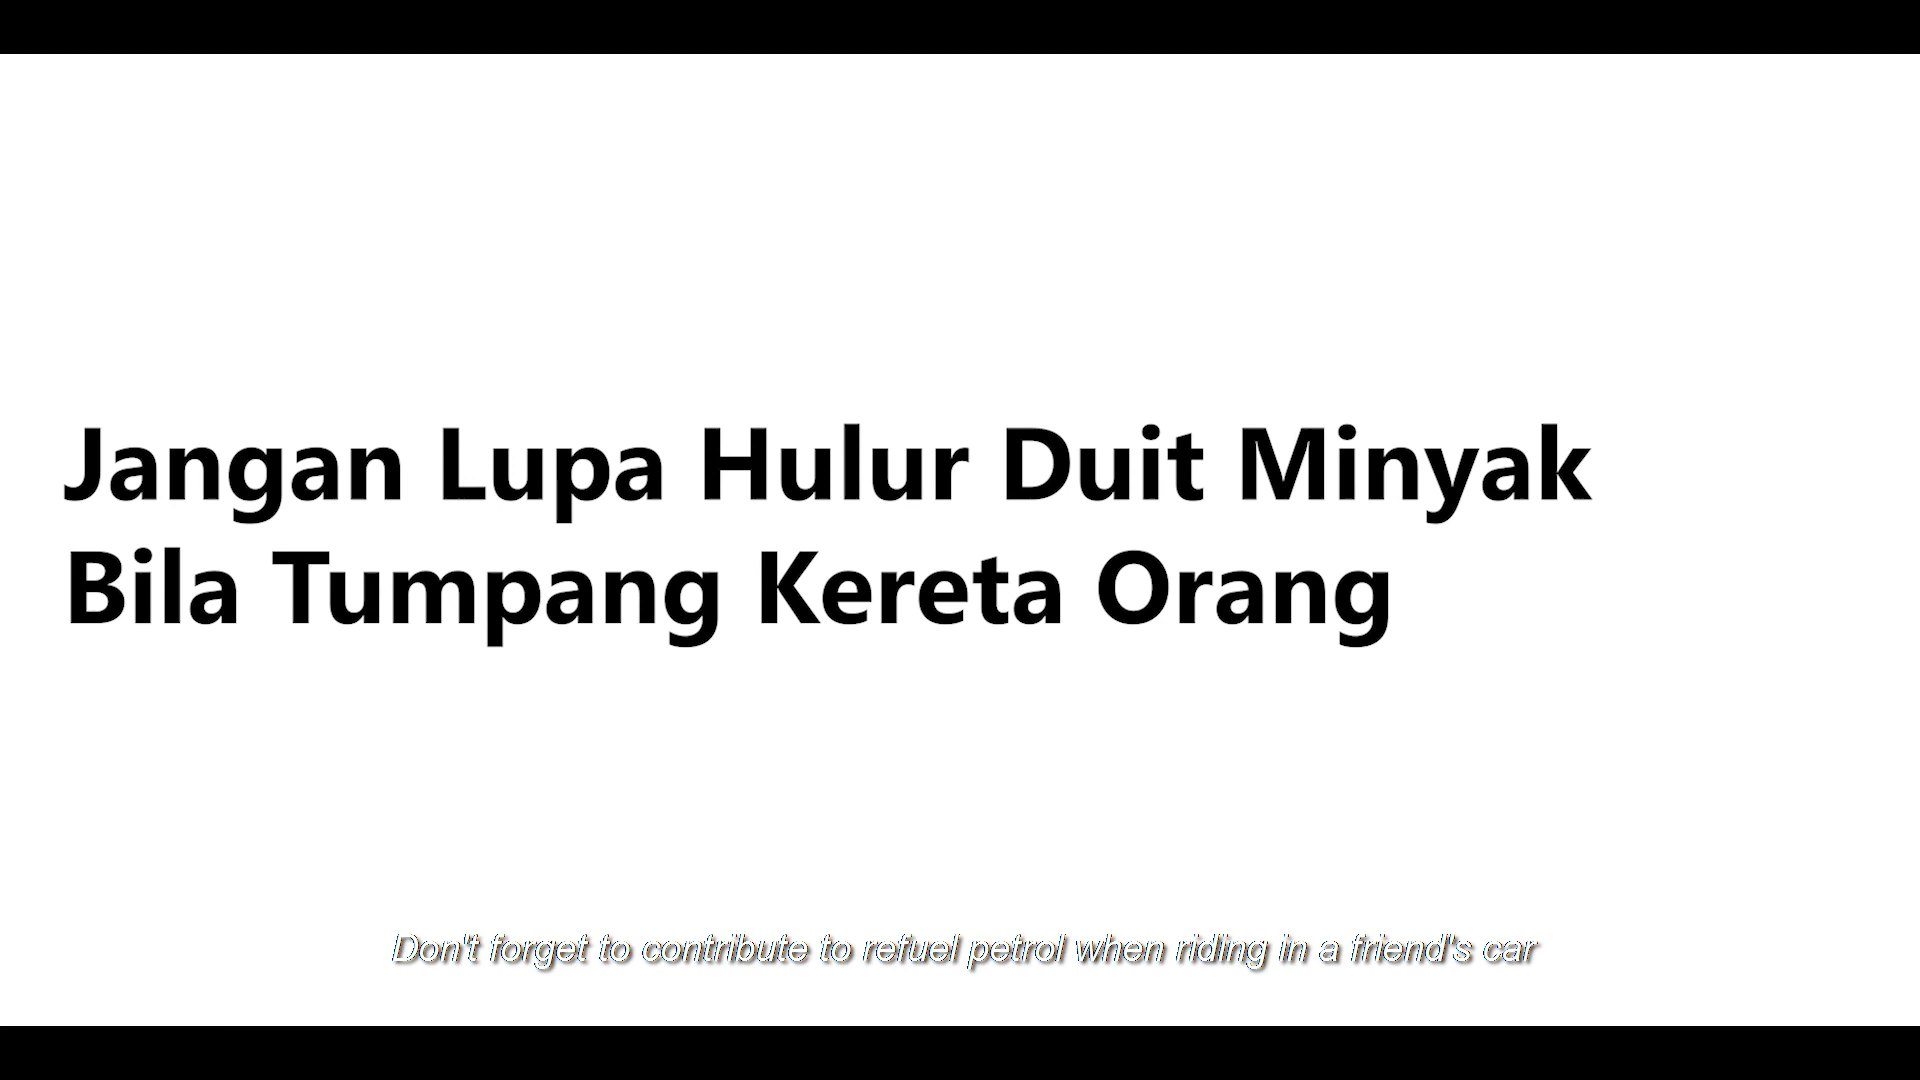 Jangan Lupa Hulur Duit Minyak
Bila Tumpang Kereta Orang
Don't forget to contribute to refuel petrol when riding in a friend's car